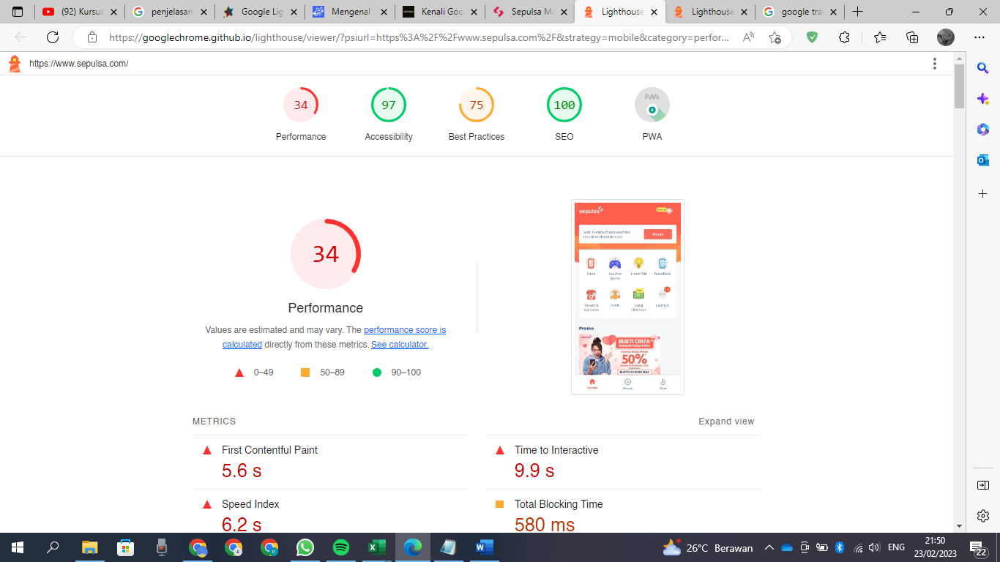 (92) Kursus
penjelasan
Google Lig
Mengenal
Kenali Goo
Sepulsa M
Lighthouse
Lighthouse
google tra
https://googlechrome.github.io/lighthouse/viewer/?psiurl=https%3A%2F%2Fwww.sepulsa.com%2F&strategy=mobile&category=perfor...
https://www.sepulsa.com/
34
97
75
100
PWA
Performance
Accessibility
Best Practices
SEO
PWA
34
Performance
Values are estimated and may vary. The performance score is
calculated directly from these metrics. See calculator.
0–49
50–89
90–100
sepulsa
Masuk
Pulsa
Voucher
Game
Listrik PLN
Paket Data
Telkom &
Indihome
PDAM
Uang
Elektronik
Lainnya
Promo
BUKTI CINTA
50%
BUKTIKANDISEPULSA
METRICS
Expand view
First Contentful Paint
5.6 s
Time to Interactive
9.9 s
Speed Index
6.2 s
Total Blocking Time
580 ms
26°C Berawan
ENG
21:50
23/02/2023
22